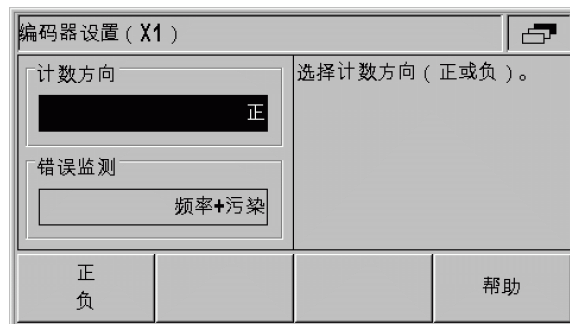 编码器设置（X1）
计数方向
正
错误监测
频率+污染
选择计数方向（正或负）。
正
负
帮助